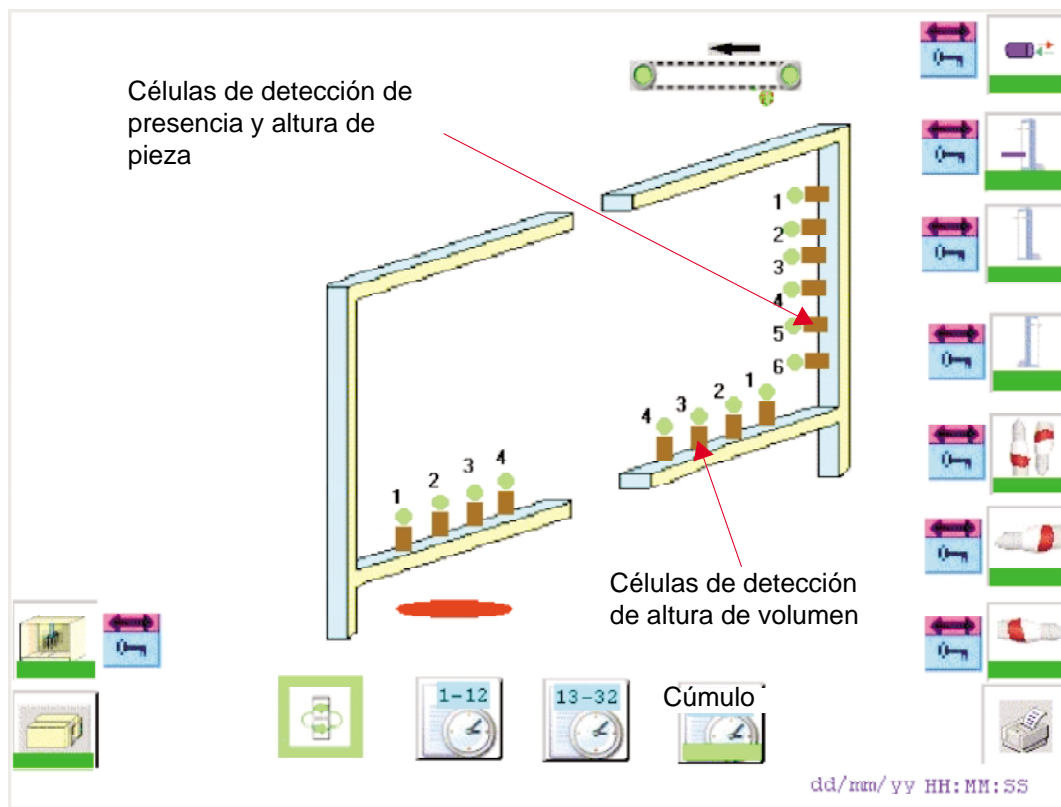 Células de detección de
presencia y altura de
pieza
1
2
3
4
5
6
4
3
2
1
1
2
3
4
Células de detección
de altura de volumen
1-12
13-32
Cúmulo
dd/mm/yy HH:MM:SS